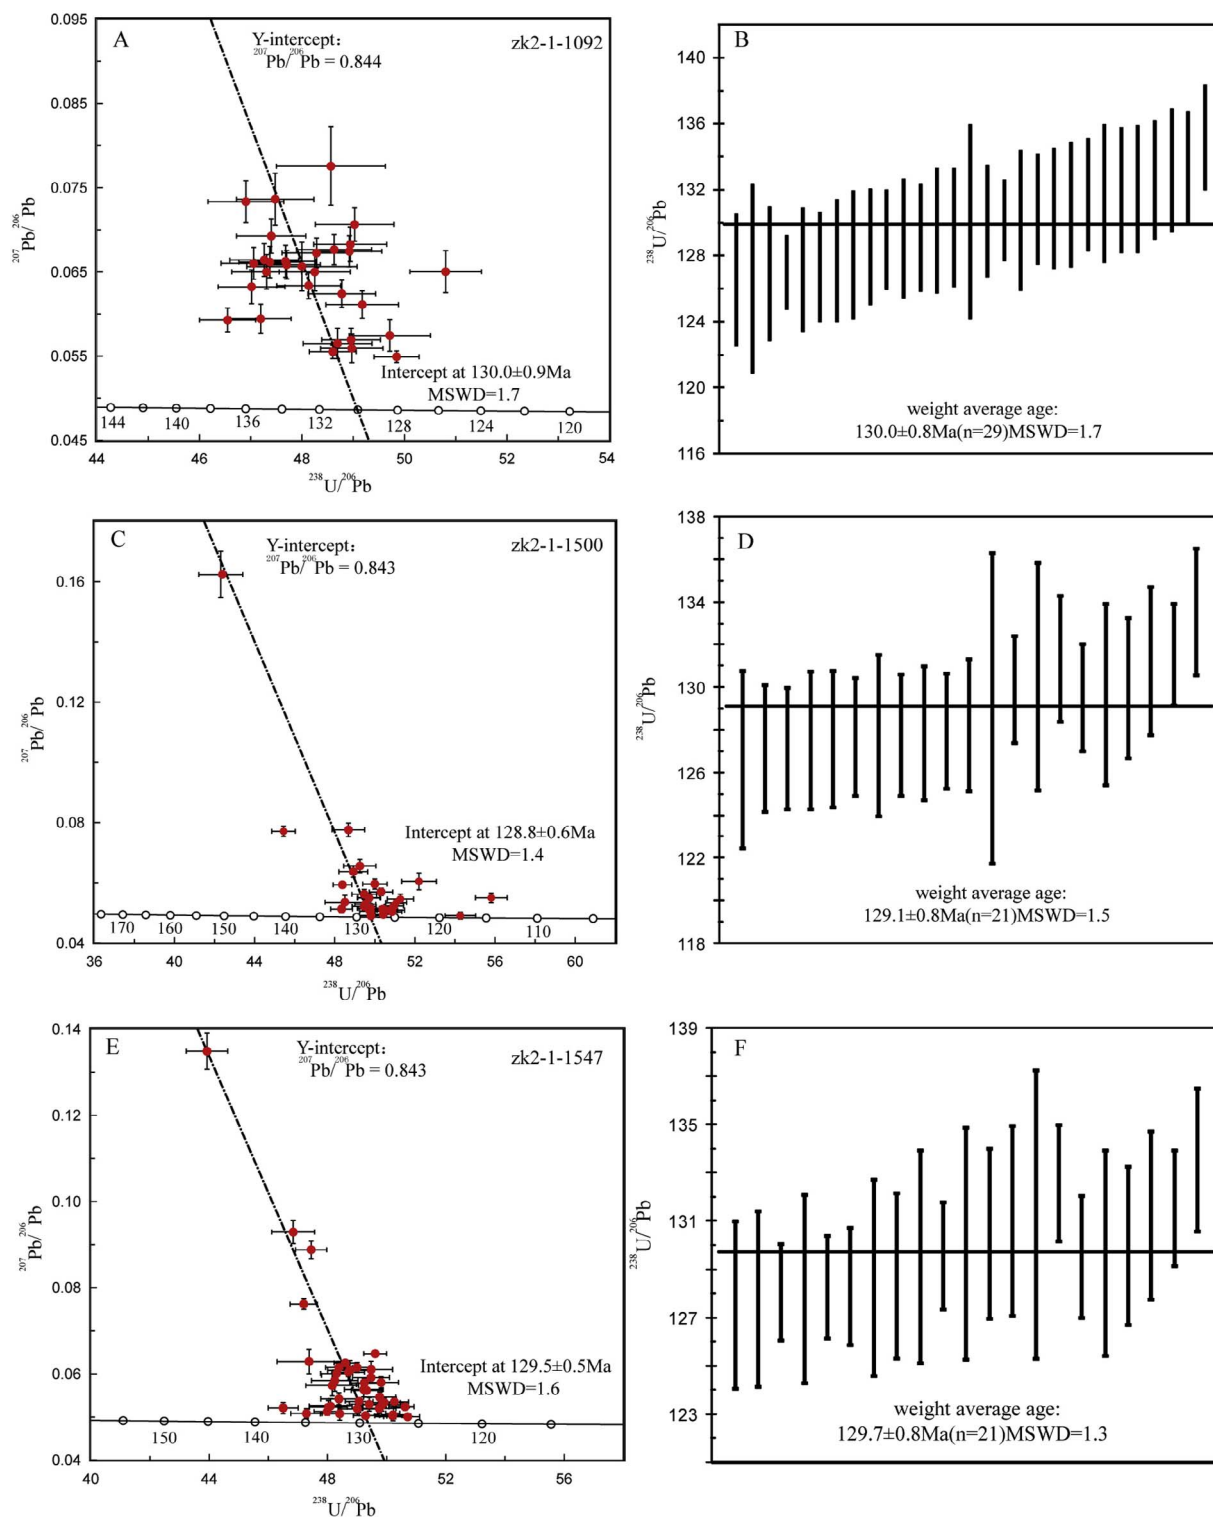 A
Y-intercept:
207Pb/206Pb = 0.844
zk2-1-1092
0.095
0.085
0.075
0.065
0.055
0.045
207Pb/206Pb
Intercept at 130.0±0.9Ma
MSWD=1.7
144 140 136 132 128 124 120
44 46 48 50 52 54
238U/206Pb
B
140
136
132
128
124
120
116
238U/206Pb
weight average age:
130.0±0.8Ma(n=29)MSWD=1.7
C
Y-intercept:
207Pb/206Pb = 0.843
zk2-1-1500
0.16
0.12
0.08
0.04
207Pb/206Pb
Intercept at 128.8±0.6Ma
MSWD=1.4
170 160 150 140 130 120 110
36 40 44 48 52 56 60
238U/206Pb
D
138
134
130
126
122
118
238U/206Pb
weight average age:
129.1±0.8Ma(n=21)MSWD=1.5
E
Y-intercept:
207Pb/206Pb = 0.843
zk2-1-1547
0.14
0.12
0.10
0.08
0.06
0.04
207Pb/206Pb
Intercept at 129.5±0.5Ma
MSWD=1.6
150 140 130 120
40 44 48 52 56
238U/206Pb
F
139
135
131
127
123
238U/206Pb
weight average age:
129.7±0.8Ma(n=21)MSWD=1.3